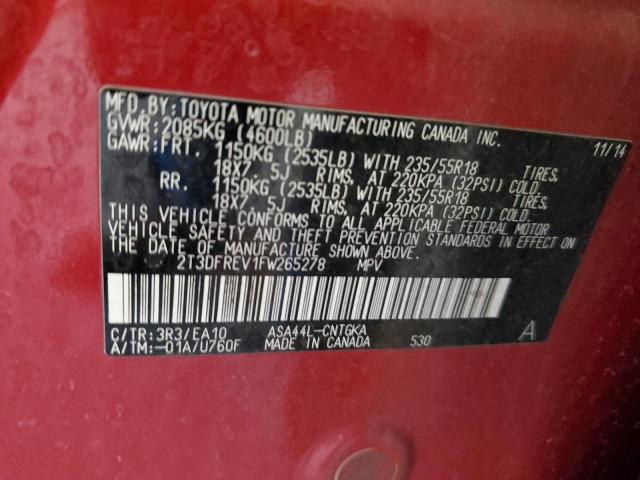 MFD. BY: TOYOTA MOTOR MANUFACTURING CANADA INC.
GVWR: 2085KG (4600LB) 11/14
GAWR: FRT. 1150KG (2535LB) WITH 235/55R18 TIRES,
18X7. 5J RIMS, AT 220KPA (32PSI) COLD.
RR. 1150KG (2535LB) WITH 235/55R18 TIRES,
18X7. 5J RIMS, AT 220KPA (32PSI) COLD.
THIS VEHICLE CONFORMS TO ALL APPLICABLE FEDERAL MOTOR
VEHICLE SAFETY AND THEFT PREVENTION STANDARDS IN EFFECT ON
THE DATE OF MANUFACTURE SHOWN ABOVE.
2T3DFREV1FW265278 MPV
C/TR: 3R3/EA10 ASA44L-CNTGKA A
A/TM: -01A/U760F MADE IN CANADA 530